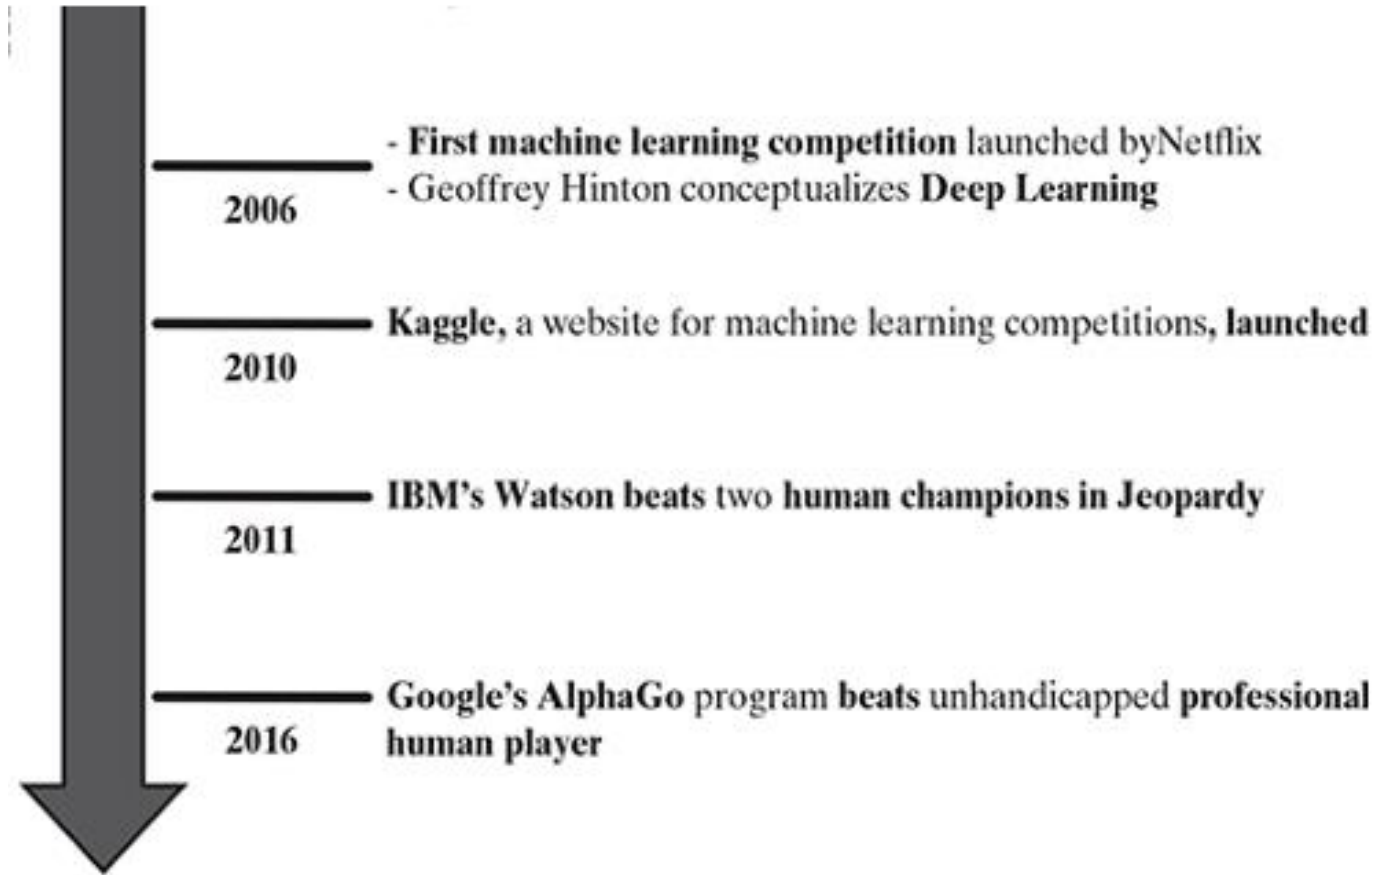 - First machine learning competition launched byNetflix
- Geoffrey Hinton conceptualizes Deep Learning
2006
Kaggle, a website for machine learning competitions, launched
2010
IBM's Watson beats two human champions in Jeopardy
2011
Google's AlphaGo program beats unhandicapped professional
human player
2016